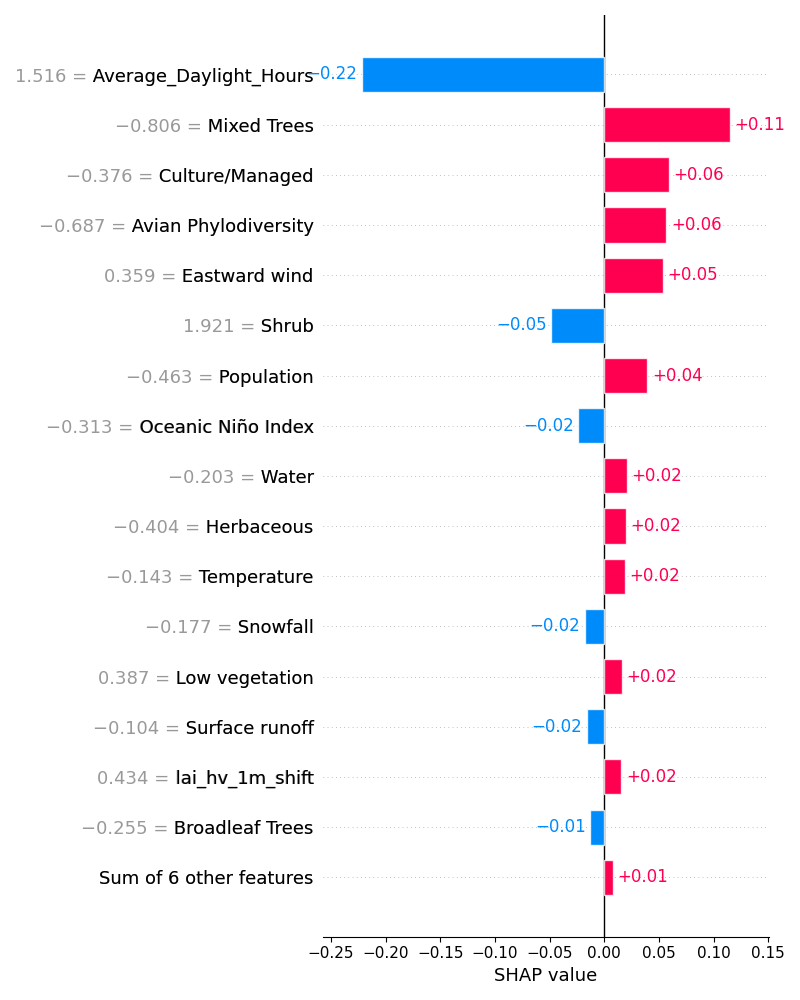 1.516 = Average_Daylight_Hours −0.22
−0.806 = Mixed Trees +0.11
−0.376 = Culture/Managed +0.06
−0.687 = Avian Phylodiversity +0.06
0.359 = Eastward wind +0.05
1.921 = Shrub −0.05
−0.463 = Population +0.04
−0.313 = Oceanic Niño Index −0.02
−0.203 = Water +0.02
−0.404 = Herbaceous +0.02
−0.143 = Temperature +0.02
−0.177 = Snowfall −0.02
0.387 = Low vegetation +0.02
−0.104 = Surface runoff −0.02
0.434 = lai_hv_1m_shift +0.02
−0.255 = Broadleaf Trees −0.01
Sum of 6 other features +0.01
−0.25 −0.20 −0.15 −0.10 −0.05 0.00 0.05 0.10 0.15
SHAP value